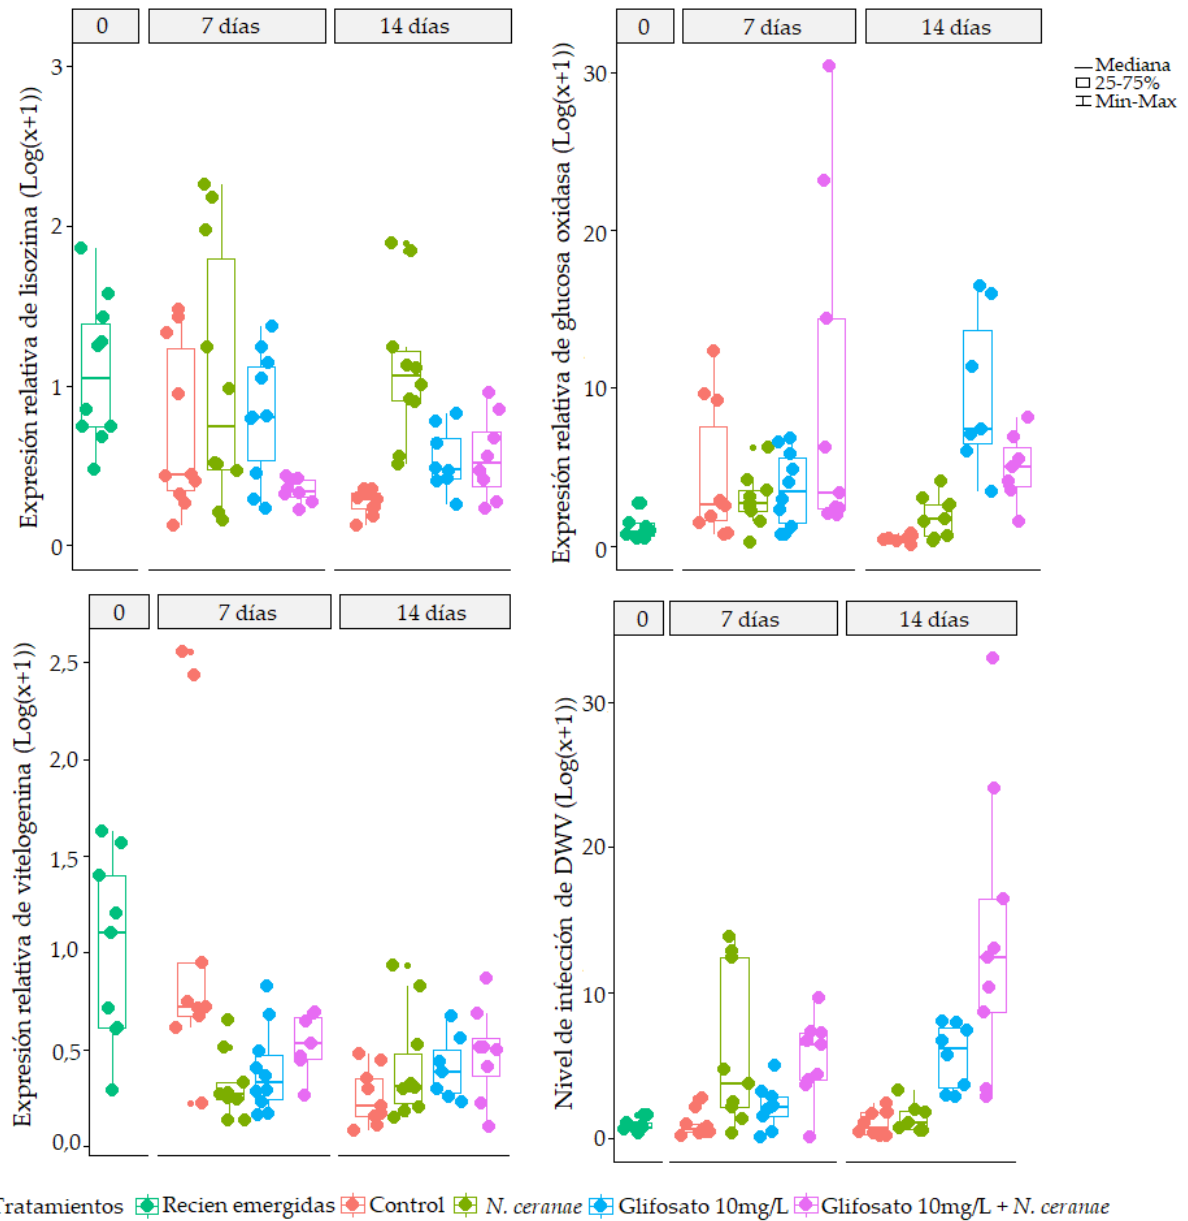 0 7 días 14 días
Expresión relativa de lisozima (Log(x+1))
3
2
1
0
0 7 días 14 días
Expresión relativa de glucosa oxidasa (Log(x+1))
30
20
10
0
Mediana
25-75%
Min-Max
0 7 días 14 días
Expresión relativa de vitelogenina (Log(x+1))
2,5
2,0
1,5
1,0
0,5
0,0
0 7 días 14 días
Nivel de infección de DWV (Log(x+1))
30
20
10
0
Tratamientos Recien emergidas Control N. ceranae Glifosato 10mg/L Glifosato 10mg/L + N. ceranae